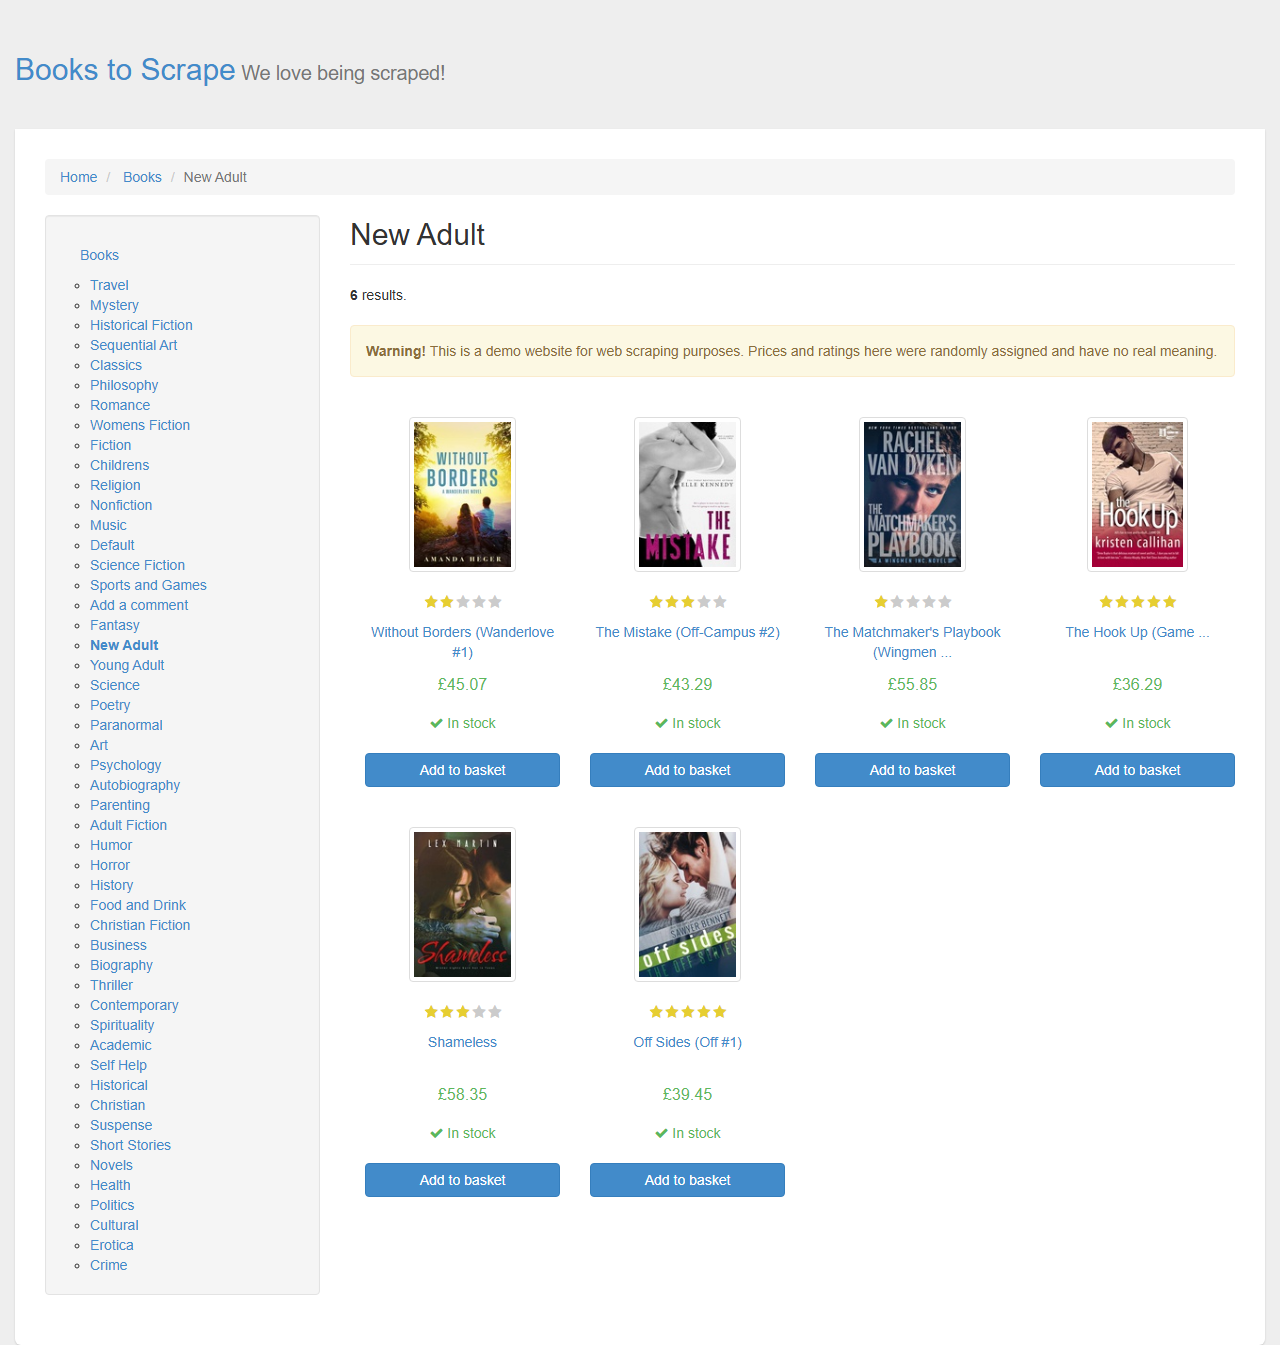 Books to Scrape We love being scraped!
Home / Books / New Adult
Books
Travel
Mystery
Historical Fiction
Sequential Art
Classics
Philosophy
Romance
Womens Fiction
Fiction
Childrens
Religion
Nonfiction
Music
Default
Science Fiction
Sports and Games
Add a comment
Fantasy
New Adult
Young Adult
Science
Poetry
Paranormal
Art
Psychology
Autobiography
Parenting
Adult Fiction
Humor
Horror
History
Food and Drink
Christian Fiction
Business
Biography
Thriller
Contemporary
Spirituality
Academic
Self Help
Historical
Christian
Suspense
Short Stories
Novels
Health
Politics
Cultural
Erotica
Crime
New Adult
6 results.
Warning! This is a demo website for web scraping purposes. Prices and ratings here were randomly assigned and have no real meaning.
WITHOUT
BORDERS
A WANDERLOVE NOVEL
AMANDA HEGER
Without Borders (Wanderlove
#1)
£45.07
In stock
Add to basket
ELLE KENNEDY
THE
MISTAKE
The Mistake (Off-Campus #2)
£43.29
In stock
Add to basket
NEW YORK TIMES BESTSELLING AUTHOR
RACHEL
VAN DYKEN
THE
MATCHMAKER'S
PLAYBOOK
A WINGMEN INC. NOVEL
The Matchmaker's Playbook
(Wingmen ...
£55.85
In stock
Add to basket
the
Hook Up
kristen callihan
The Hook Up (Game ...
£36.29
In stock
Add to basket
LEX MARTIN
Shameless
Shameless
£58.35
In stock
Add to basket
SAWYER BENNETT
off sides
THE OFF SERIES
Off Sides (Off #1)
£39.45
In stock
Add to basket